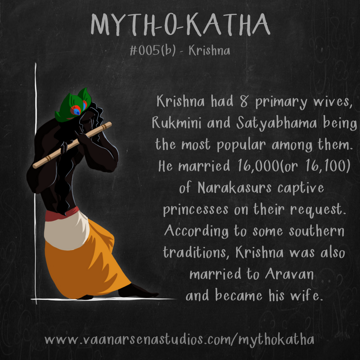 MYTH-O-KATHA
#005(b) - Krishna
Krishna had 8 primary wives,
Rukmini and Satyabhama being
the most popular among them.
He married 16,000(or 16,100)
of Narakasurs captive
princesses on their request.
According to some southern
traditions, Krishna was also
married to Aravan
and became his wife.
www.vaanarsenastudios.com/mythokatha